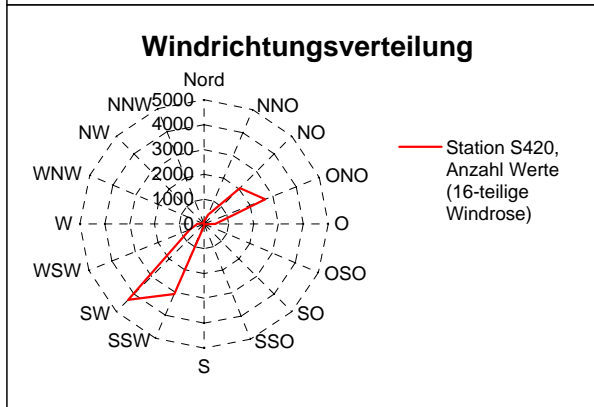 Windrichtungsverteilung
Nord
NNO
NO
ONO
O
OSO
SO
SSO
S
SSW
SW
WSW
W
WNW
NW
NNW
5000
4000
3000
2000
1000
0
Station S420,
Anzahl Werte
(16-teilige
Windrose)